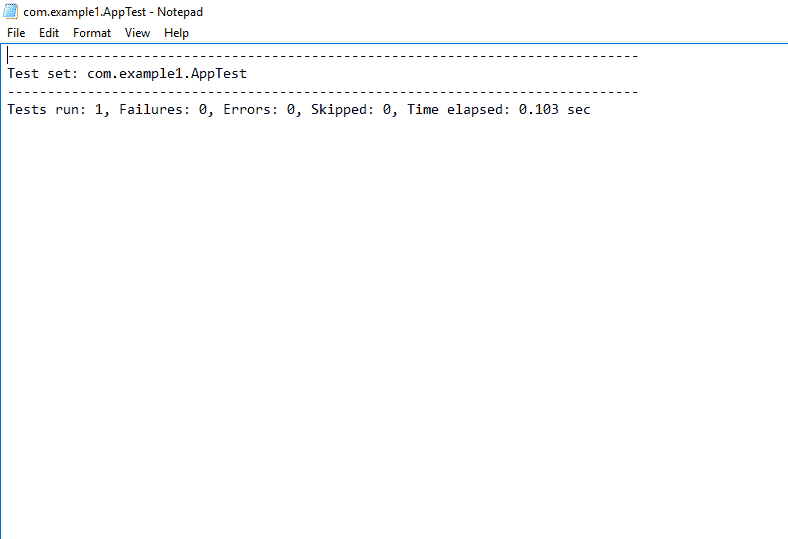 com.example1.AppTest - Notepad
File Edit Format View Help
-------------------------------------------------------------------------------
Test set: com.example1.AppTest
-------------------------------------------------------------------------------
Tests run: 1, Failures: 0, Errors: 0, Skipped: 0, Time elapsed: 0.103 sec